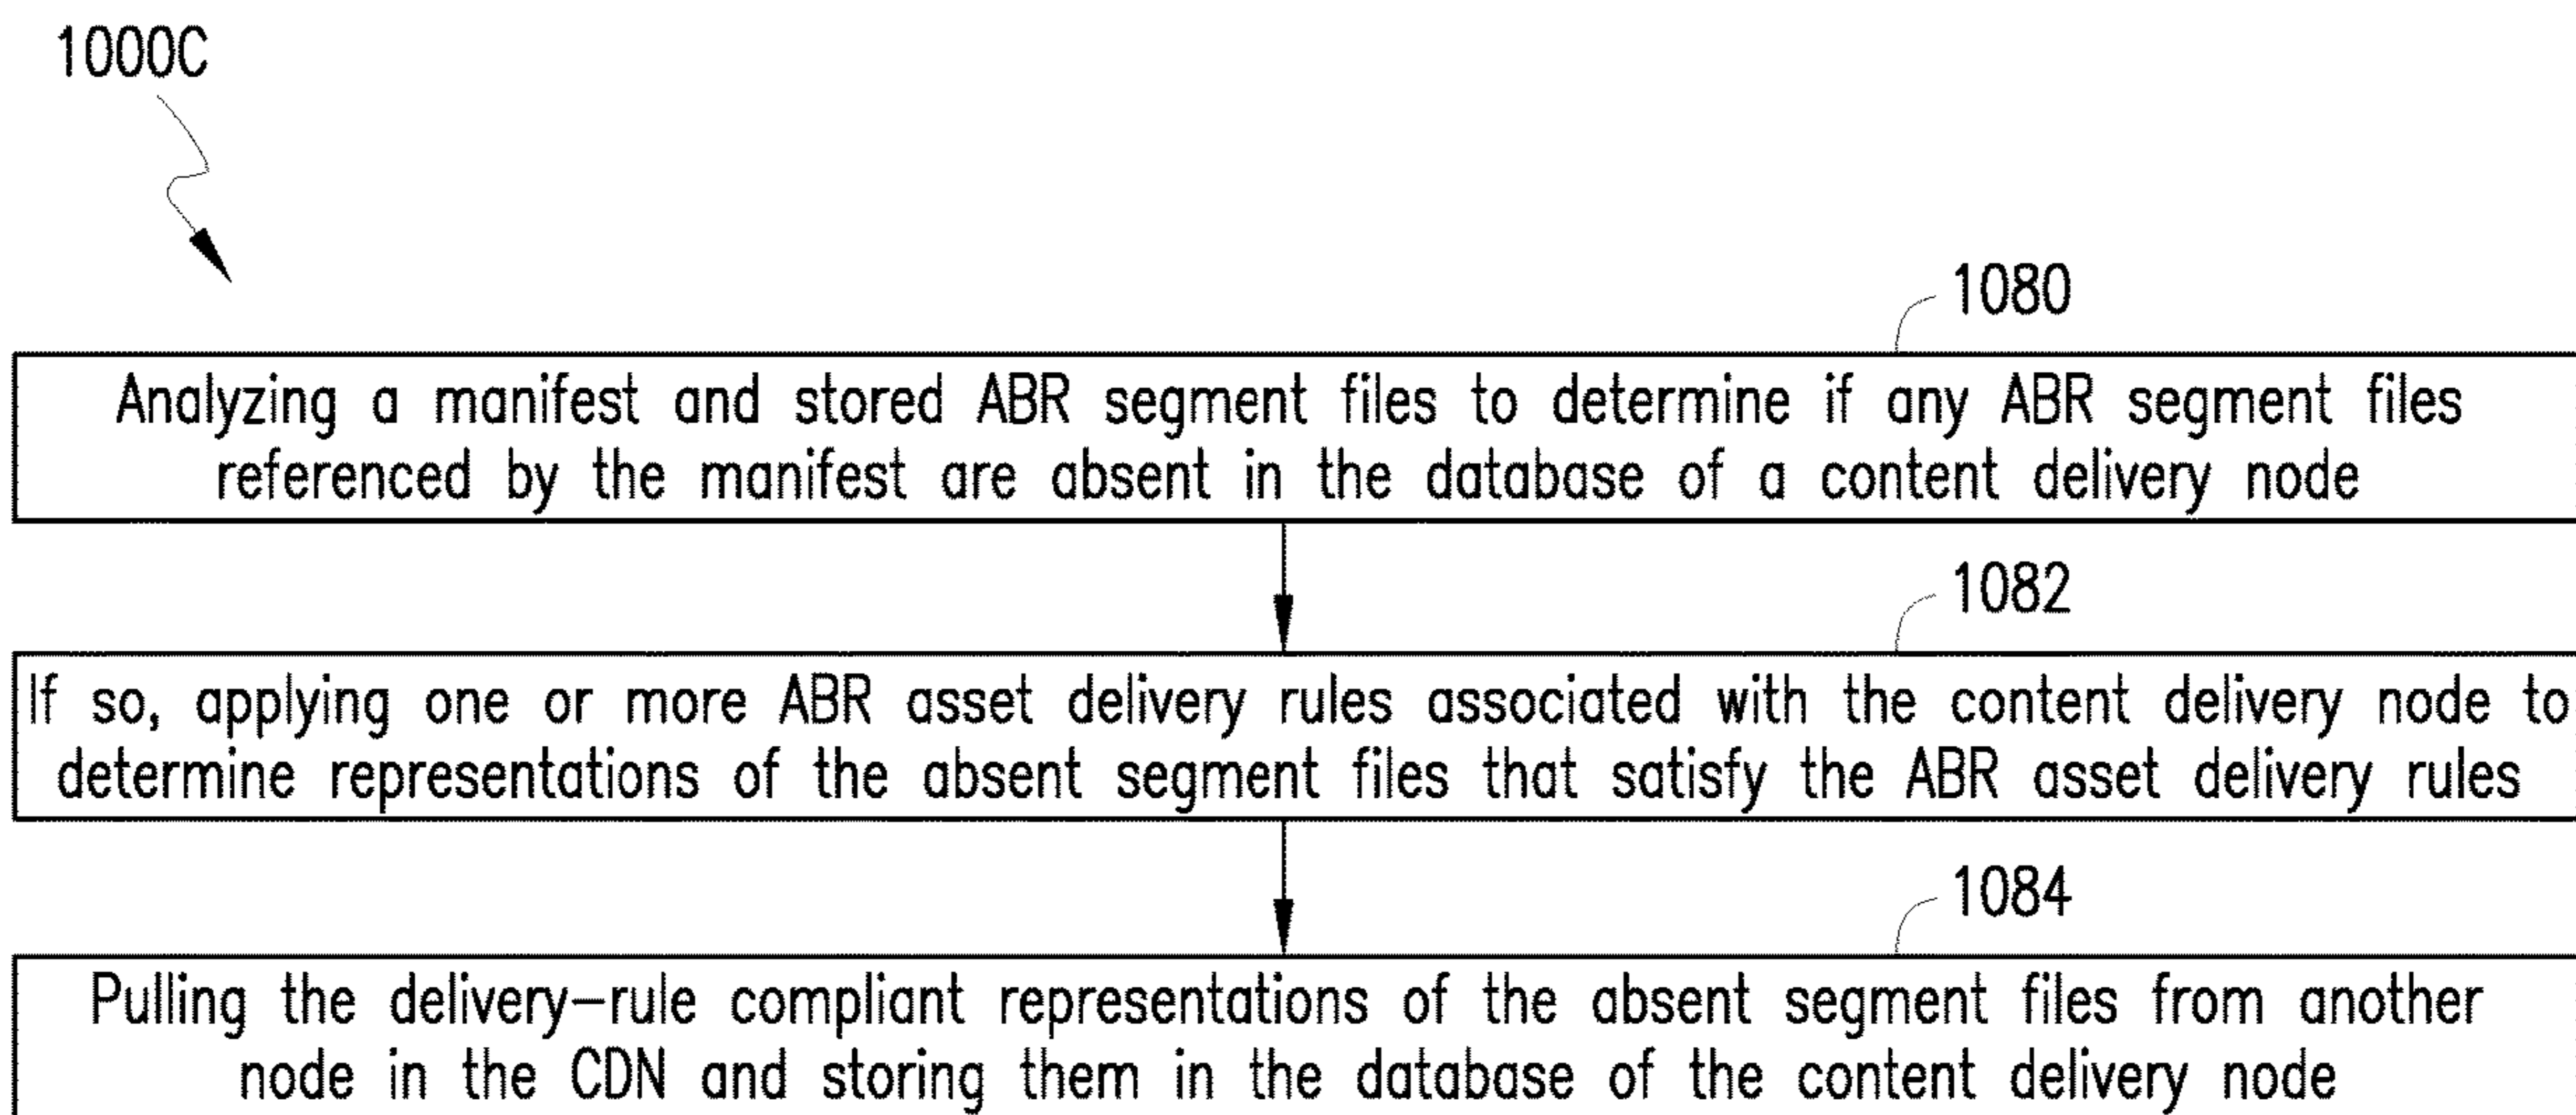 1000C
1080
Analyzing a manifest and stored ABR segment files to determine if any ABR segment files
referenced by the manifest are absent in the database of a content delivery node
1082
If so, applying one or more ABR asset delivery rules associated with the content delivery node to
determine representations of the absent segment files that satisfy the ABR asset delivery rules
1084
Pulling the delivery-rule compliant representations of the absent segment files from another
node in the CDN and storing them in the database of the content delivery node